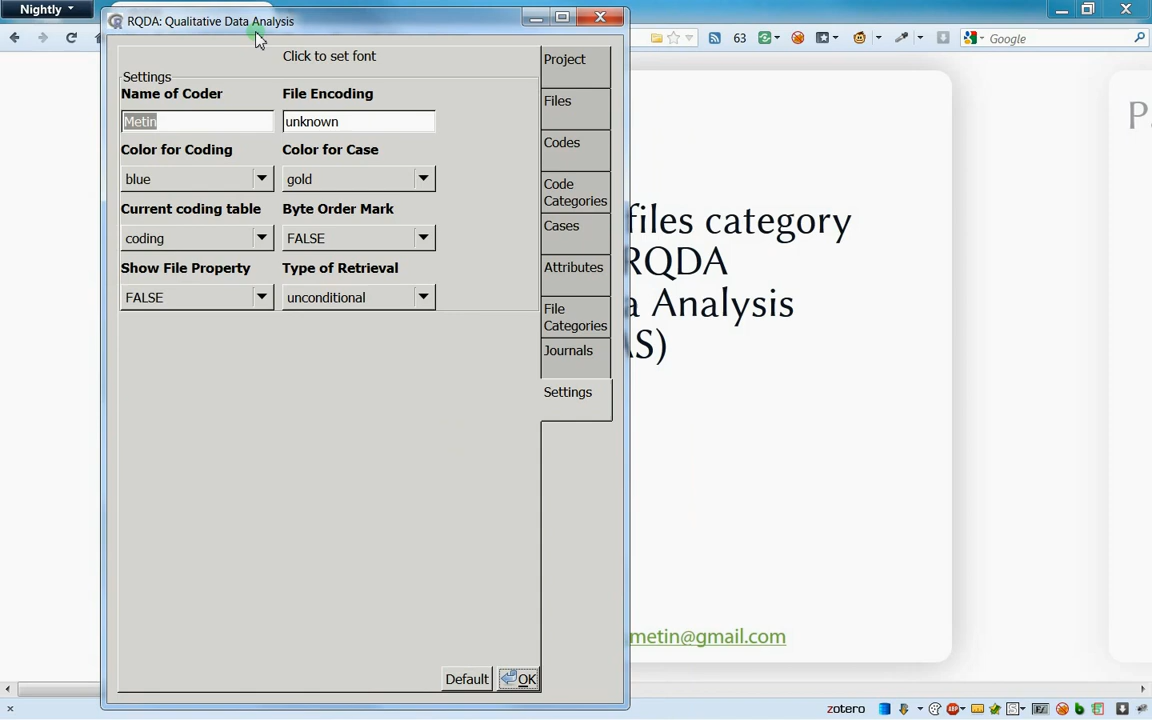 Nightly
RQDA: Qualitative Data Analysis
63
Google
Click to set font
Settings
Name of Coder
File Encoding
Metin
unknown
Color for Coding
Color for Case
blue
gold
Current coding table
Byte Order Mark
coding
FALSE
Show File Property
Type of Retrieval
FALSE
unconditional
Default
OK
Project
Files
Codes
Code
Categories
Cases
Attributes
File
Categories
Journals
Settings
files category
RQDA
a Analysis
AS)
metin@gmail.com
zotero